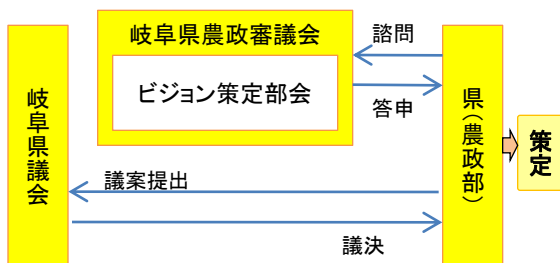 岐阜県農政審議会
ビジョン策定部会
諮問
答申
岐阜県議会
県(農政部)
策定
議案提出
議決